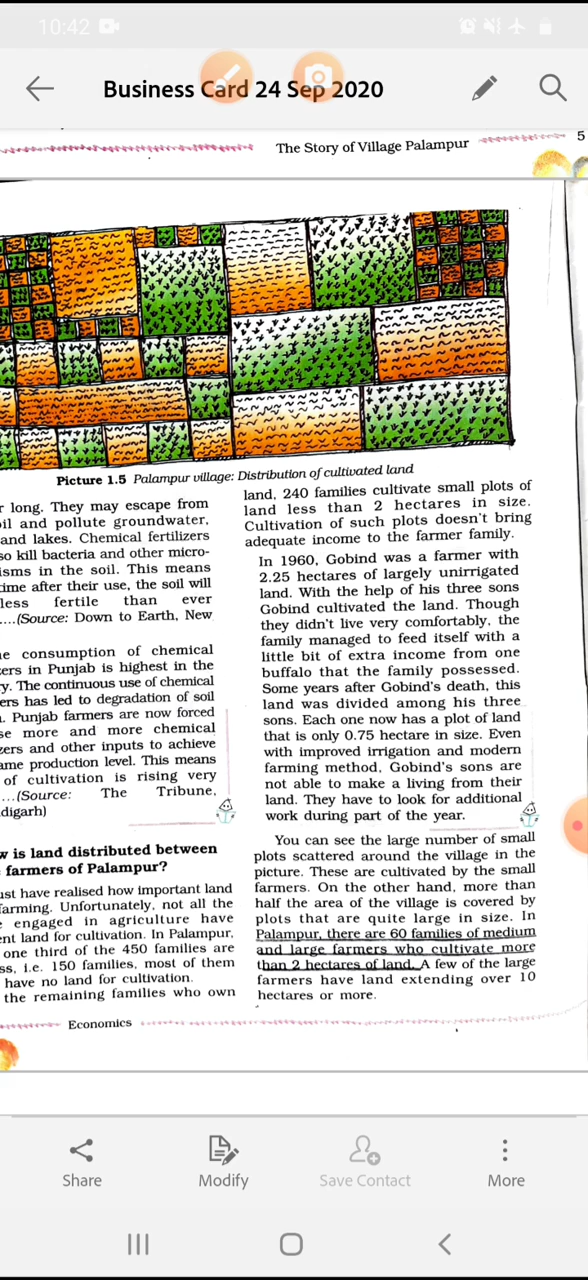 10:42
Business Card 24 Sep 2020
The Story of Village Palampur
5
Picture 1.5 Palampur village: Distribution of cultivated land
r long. They may escape from
il and pollute groundwater,
and lakes. Chemical fertilizers
so kill bacteria and other micro-
isms in the soil. This means
time after their use, the soil will
less fertile than ever
....(Source: Down to Earth, New
e consumption of chemical
ers in Punjab is highest in the
y. The continuous use of chemical
ers has led to degradation of soil
. Punjab farmers are now forced
se more and more chemical
zers and other inputs to achieve
ame production level. This means
of cultivation is rising very
...(Source: The Tribune,
digarh)
w is land distributed between
farmers of Palampur?
ust have realised how important land
farming. Unfortunately, not all the
e engaged in agriculture have
ent land for cultivation. In Palampur,
one third of the 450 families are
ss, i.e. 150 families, most of them
have no land for cultivation.
the remaining families who own
land, 240 families cultivate small plots of
land less than 2 hectares in size.
Cultivation of such plots doesn't bring
adequate income to the farmer family.
In 1960, Gobind was a farmer with
2.25 hectares of largely unirrigated
land. With the help of his three sons
Gobind cultivated the land. Though
they didn't live very comfortably, the
family managed to feed itself with a
little bit of extra income from one
buffalo that the family possessed.
Some years after Gobind's death, this
land was divided among his three
sons. Each one now has a plot of land
that is only 0.75 hectare in size. Even
with improved irrigation and modern
farming method, Gobind's sons are
not able to make a living from their
land. They have to look for additional
work during part of the year.
You can see the large number of small
plots scattered around the village in the
picture. These are cultivated by the small
farmers. On the other hand, more than
half the area of the village is covered by
plots that are quite large in size. In
Palampur, there are 60 families of medium
and large farmers who cultivate more
than 2 hectares of land. A few of the large
farmers have land extending over 10
hectares or more.
Economics
Share
Modify
Save Contact
More